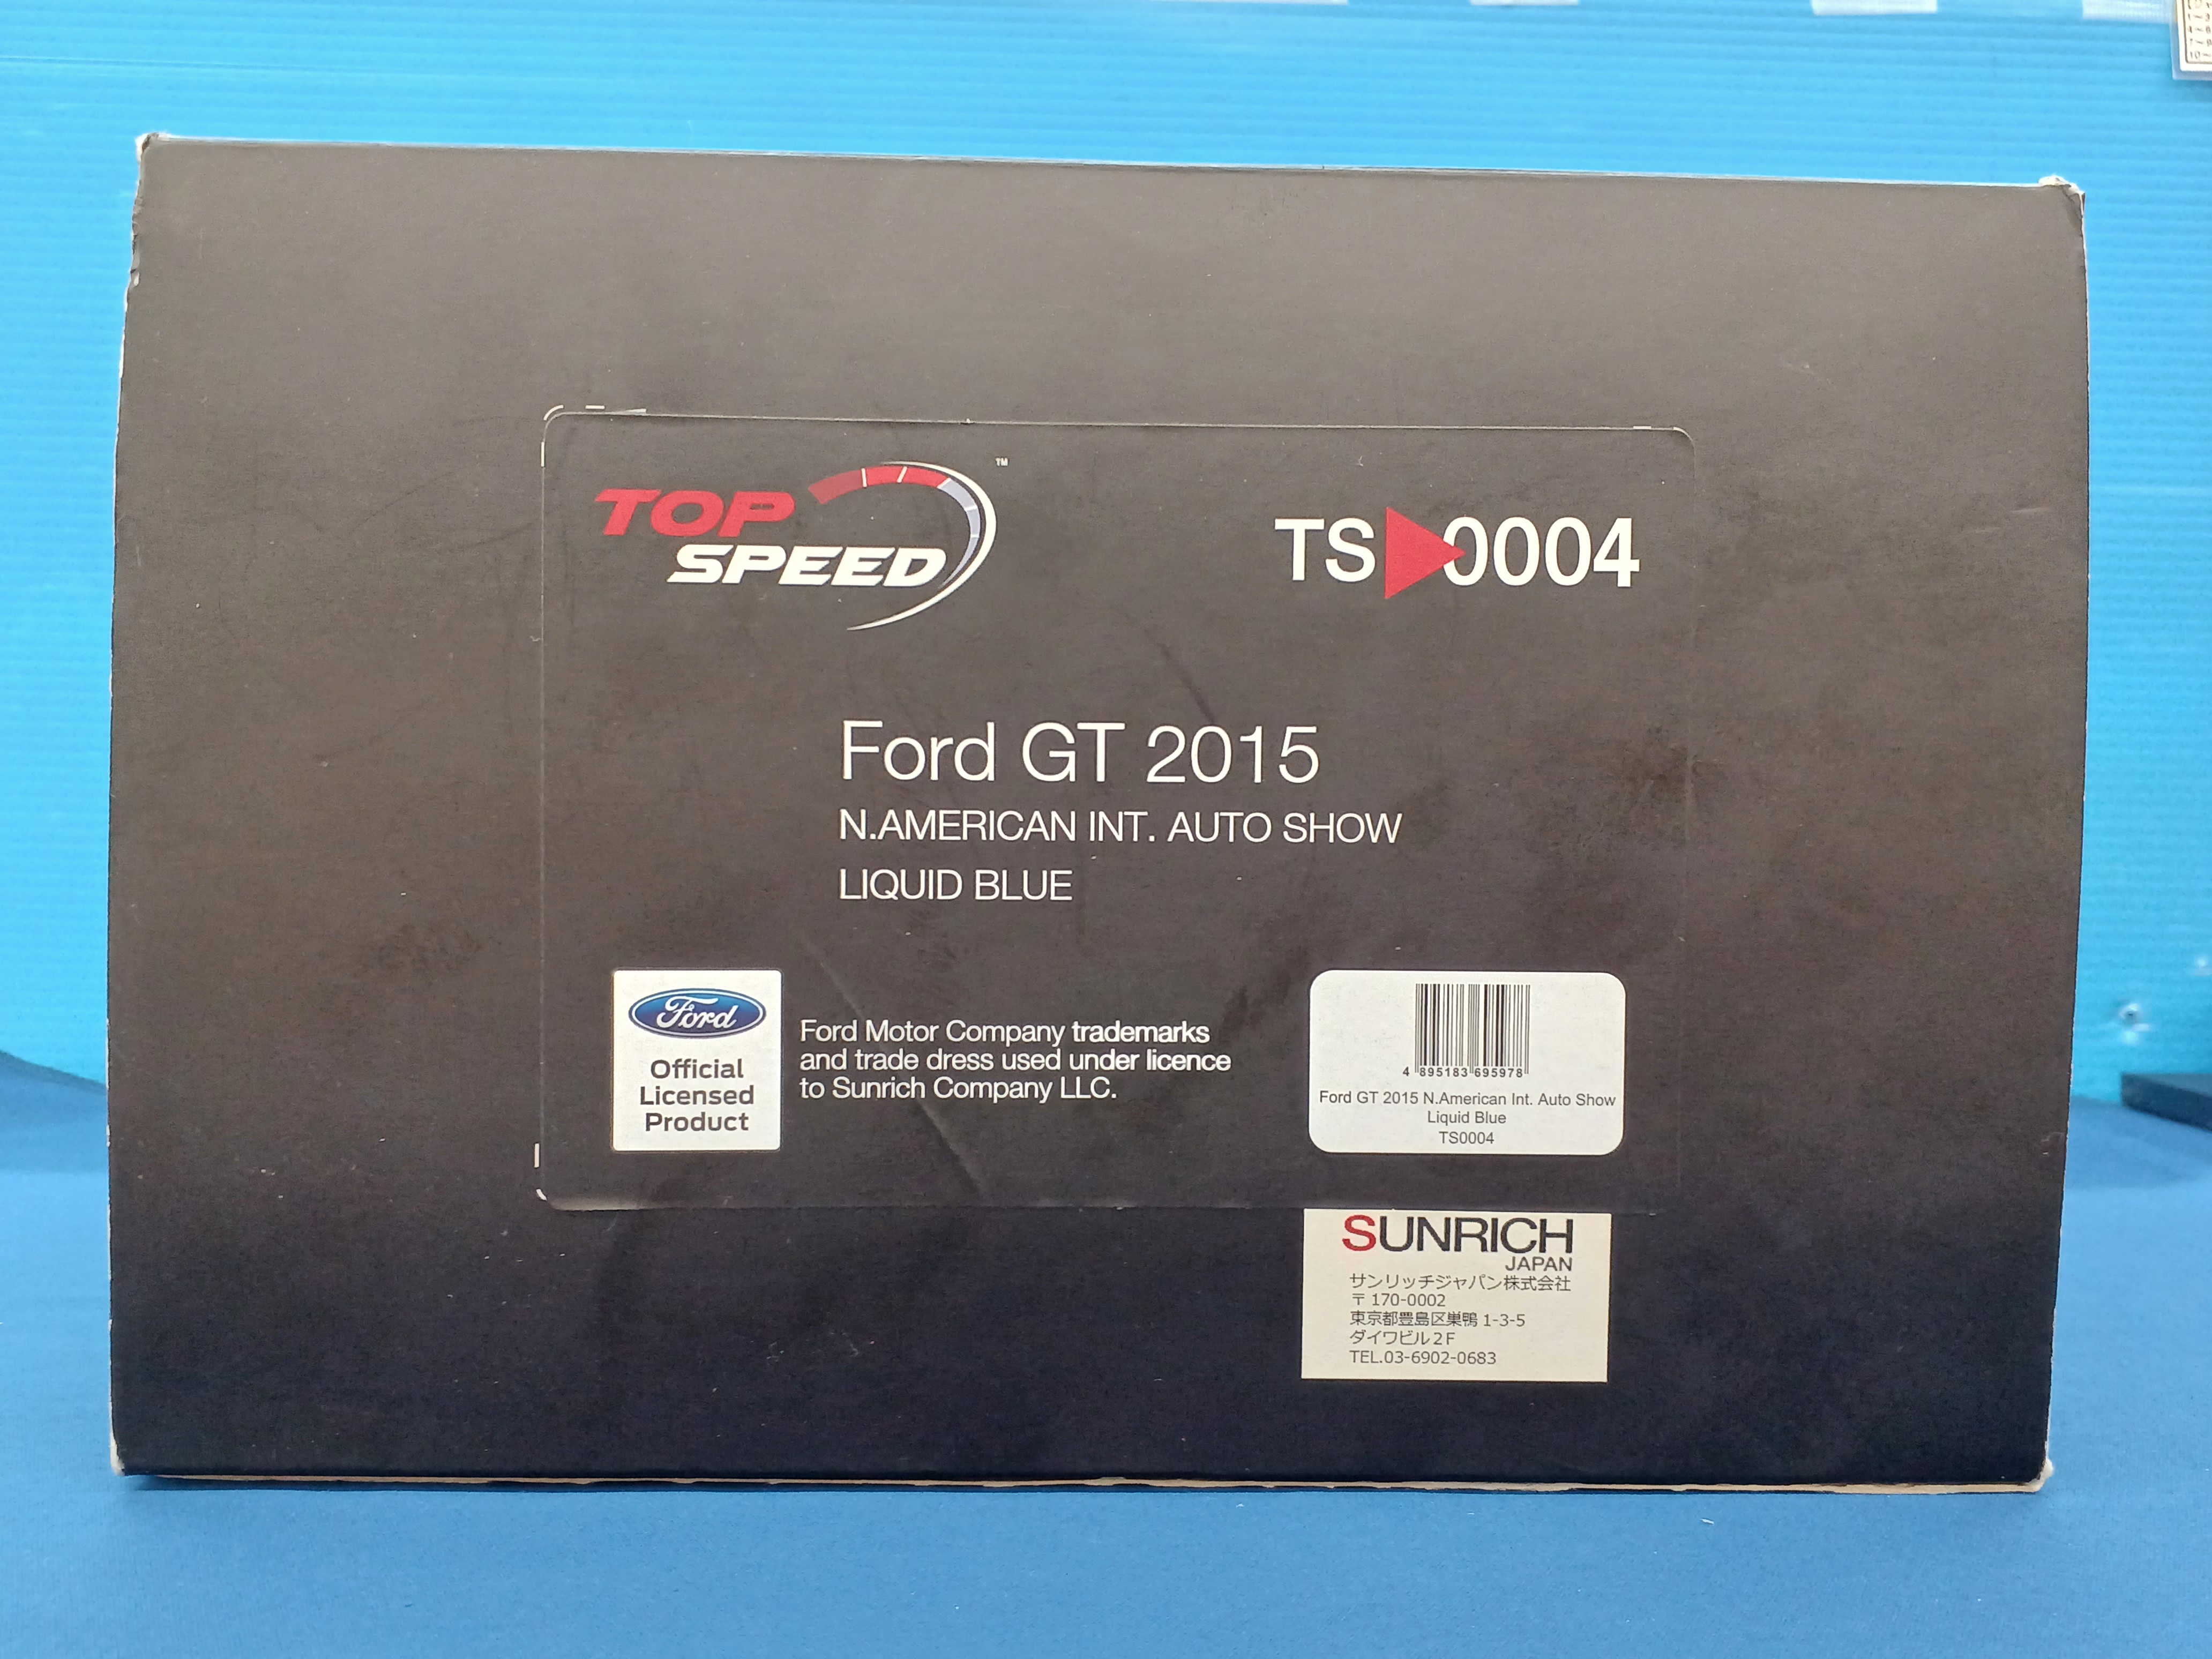 TOP
SPEED
™
TS 0004
Ford GT 2015
N.AMERICAN INT. AUTO SHOW
LIQUID BLUE
Ford
Official
Licensed
Product
Ford Motor Company trademarks
and trade dress used under licence
to Sunrich Company LLC.
4 895183 695978
Ford GT 2015 N.American Int. Auto Show
Liquid Blue
TS0004
SUNRICH
JAPAN
サンリッチジャパン株式会社
〒170-0002
東京都豊島区巣鴨 1-3-5
ダイワビル2F
TEL.03-6902-0683